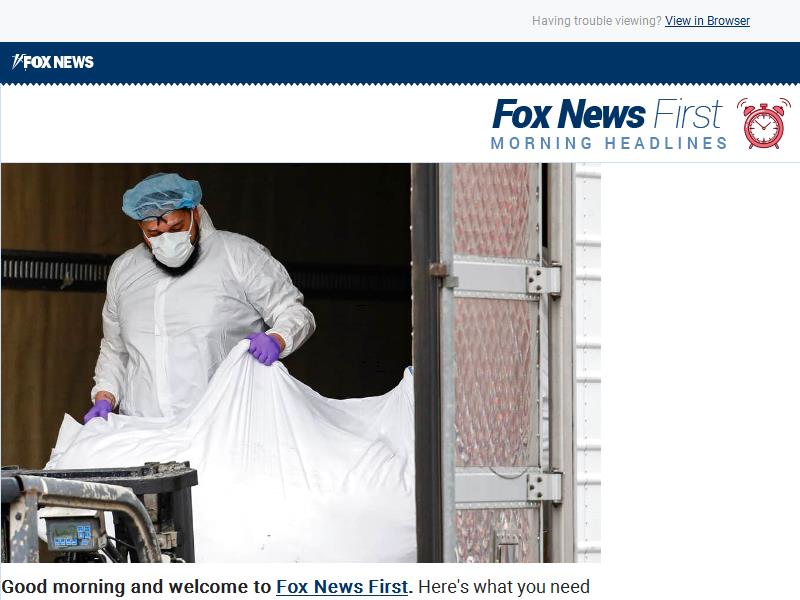 Having trouble viewing? View in Browser
FOX NEWS
Fox News First
MORNING HEADLINES
Good morning and welcome to Fox News First. Here's what you need